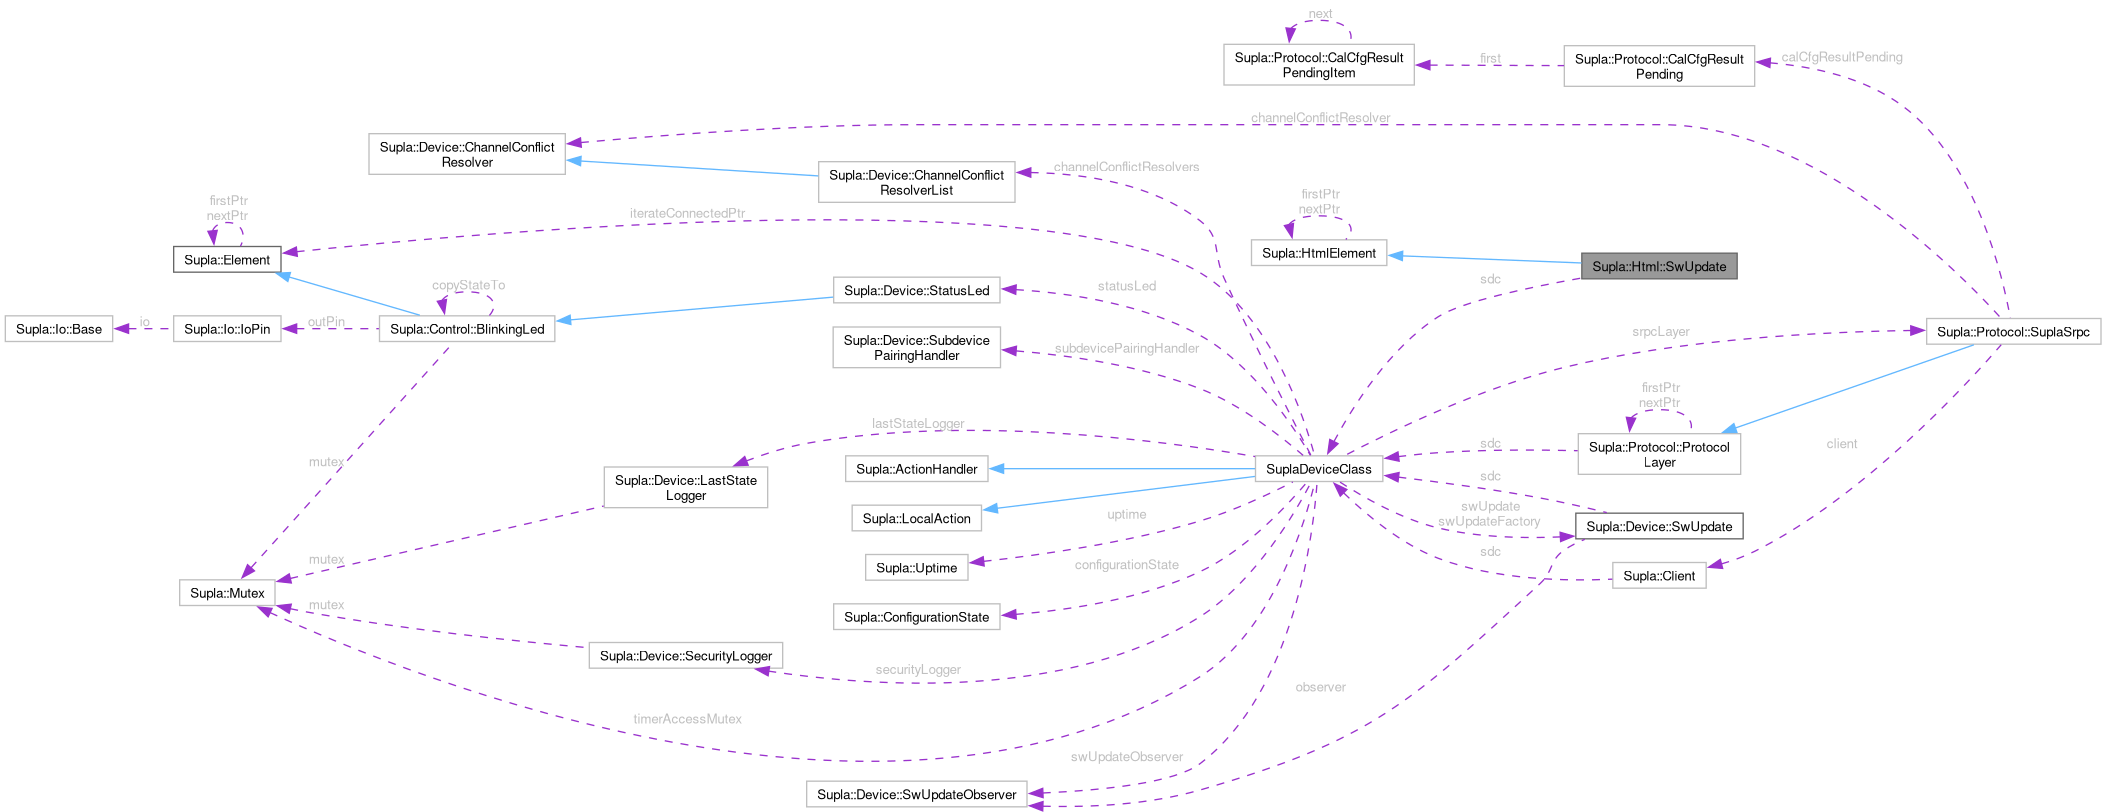 next
Supla::Protocol::CalCfgResult
PendingItem
first
Supla::Protocol::CalCfgResult
Pending
calCfgResultPending
channelConflictResolver
Supla::Device::ChannelConflict
Resolver
Supla::Device::ChannelConflict
ResolverList
channelConflictResolvers
firstPtr
nextPtr
iterateConnectedPtr
Supla::Element
firstPtr
nextPtr
Supla::HtmlElement
Supla::Html::SwUpdate
sdc
copyStateTo
Supla::Device::StatusLed
statusLed
Supla::Io::Base
io
Supla::Io::IoPin
outPin
Supla::Control::BlinkingLed
Supla::Device::Subdevice
PairingHandler
subdevicePairingHandler
srpcLayer
Supla::Protocol::SuplaSrpc
firstPtr
nextPtr
lastStateLogger
sdc
Supla::Protocol::Protocol
Layer
client
mutex
Supla::Device::LastState
Logger
Supla::ActionHandler
SuplaDeviceClass
sdc
Supla::LocalAction
uptime
swUpdate
swUpdateFactory
Supla::Device::SwUpdate
mutex
Supla::Uptime
configurationState
sdc
Supla::Client
Supla::Mutex
mutex
Supla::ConfigurationState
Supla::Device::SecurityLogger
securityLogger
observer
timerAccessMutex
swUpdateObserver
Supla::Device::SwUpdateObserver